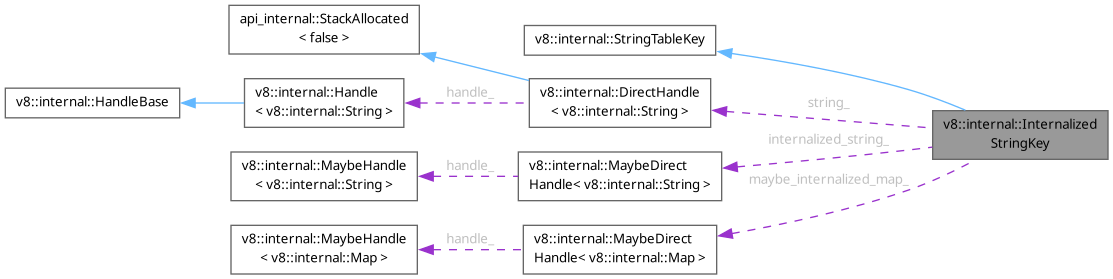 api_internal::StackAllocated
< false >
v8::internal::StringTableKey
v8::internal::HandleBase
v8::internal::Handle
< v8::internal::String >
handle_
v8::internal::DirectHandle
< v8::internal::String >
string_
v8::internal::Internalized
StringKey
internalized_string_
v8::internal::MaybeHandle
< v8::internal::String >
handle_
v8::internal::MaybeDirect
Handle< v8::internal::String >
maybe_internalized_map_
v8::internal::MaybeHandle
< v8::internal::Map >
handle_
v8::internal::MaybeDirect
Handle< v8::internal::Map >